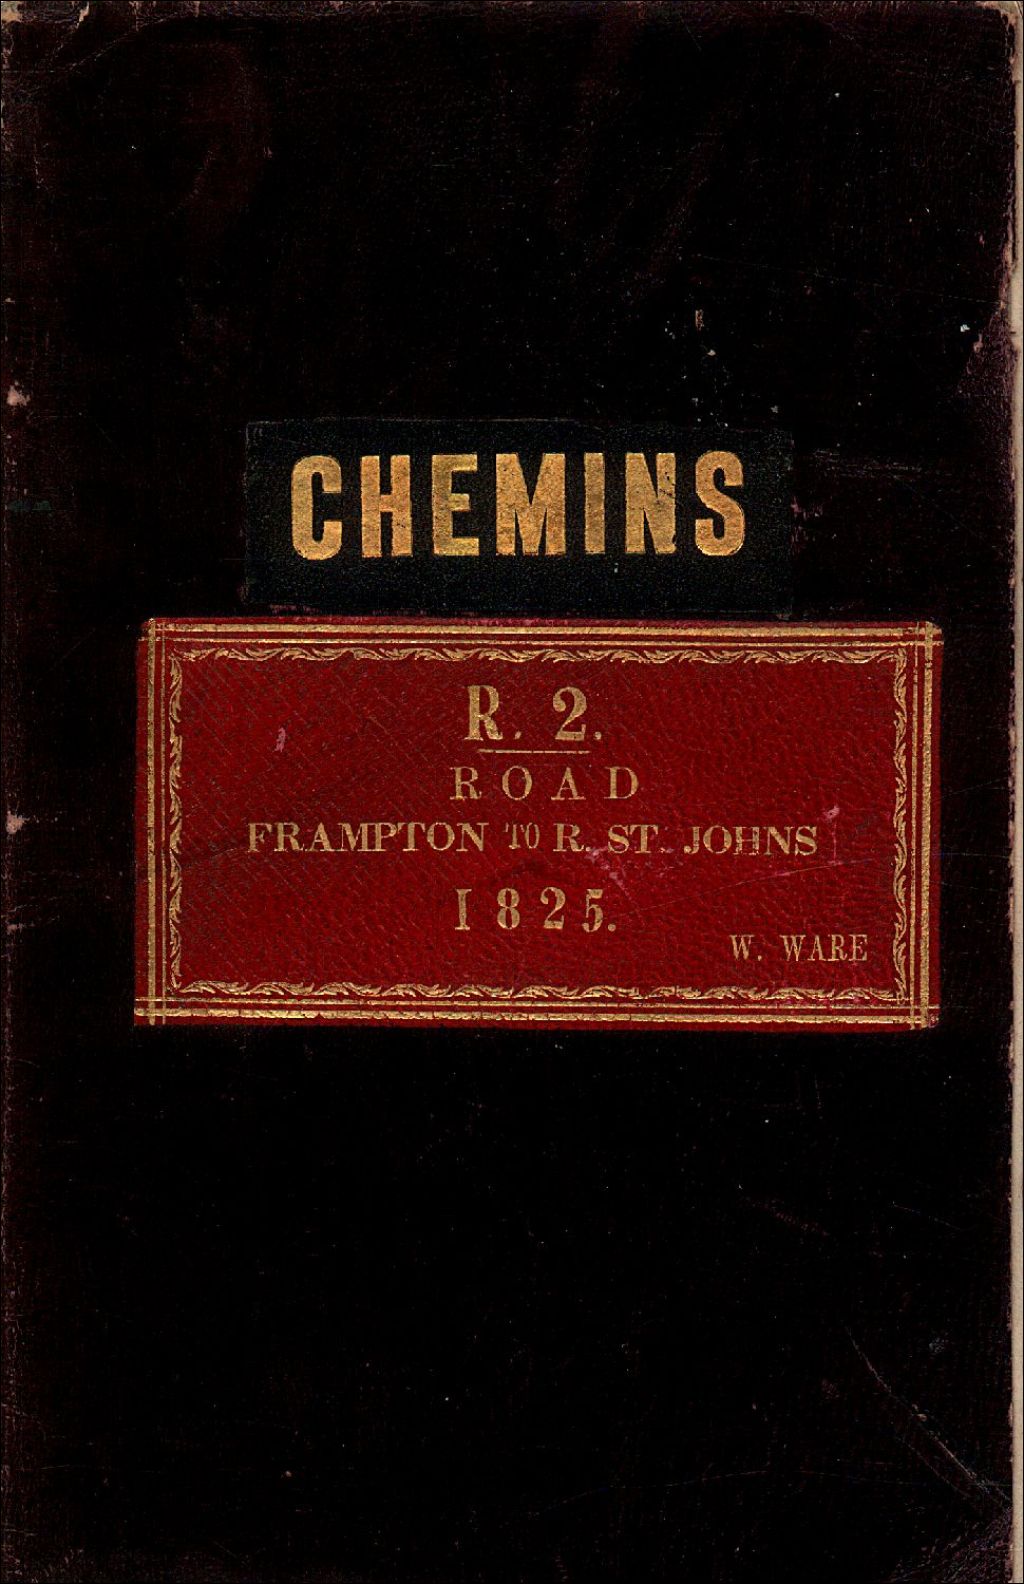 CHEMINS
R. 2.
ROAD
FRAMPTON TO R. ST. JOHNS
1825.
W. WARE